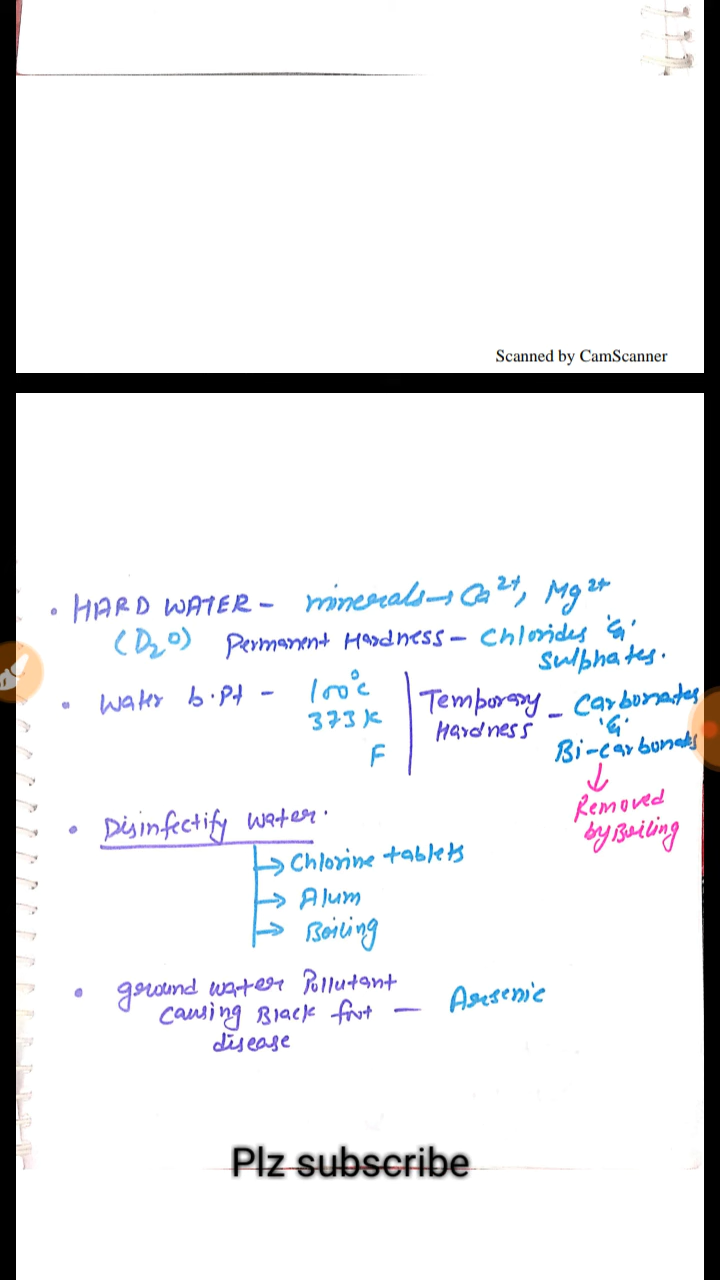 Scanned by CamScanner
• HARD WATER – minerals → Ca²⁺, Mg²⁺
(D₂O) Permanent Hardness – Chlorides '&'
Sulphates.
• Water b.Pt – 100°C
373 K
F
Temporary Hardness – Carbonates
'&'
Bi-carbonates
↓
Removed
by Boiling
• Disinfectify water.
→ Chlorine tablets
→ Alum
→ Boiling
• ground water Pollutant
causing Black foot – Arsenic
disease
Plz subscribe